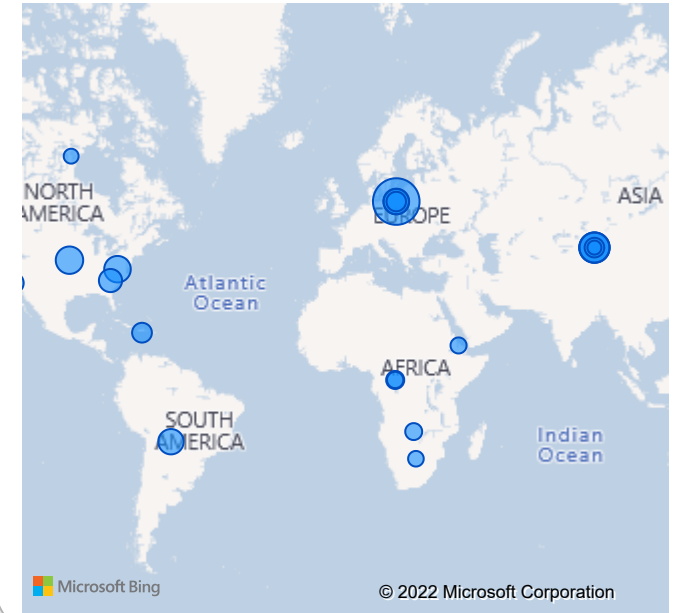 NORTH
AMERICA
EUROPE
ASIA
Atlantic
Ocean
AFRICA
SOUTH
AMERICA
Indian
Ocean
Microsoft Bing
© 2022 Microsoft Corporation